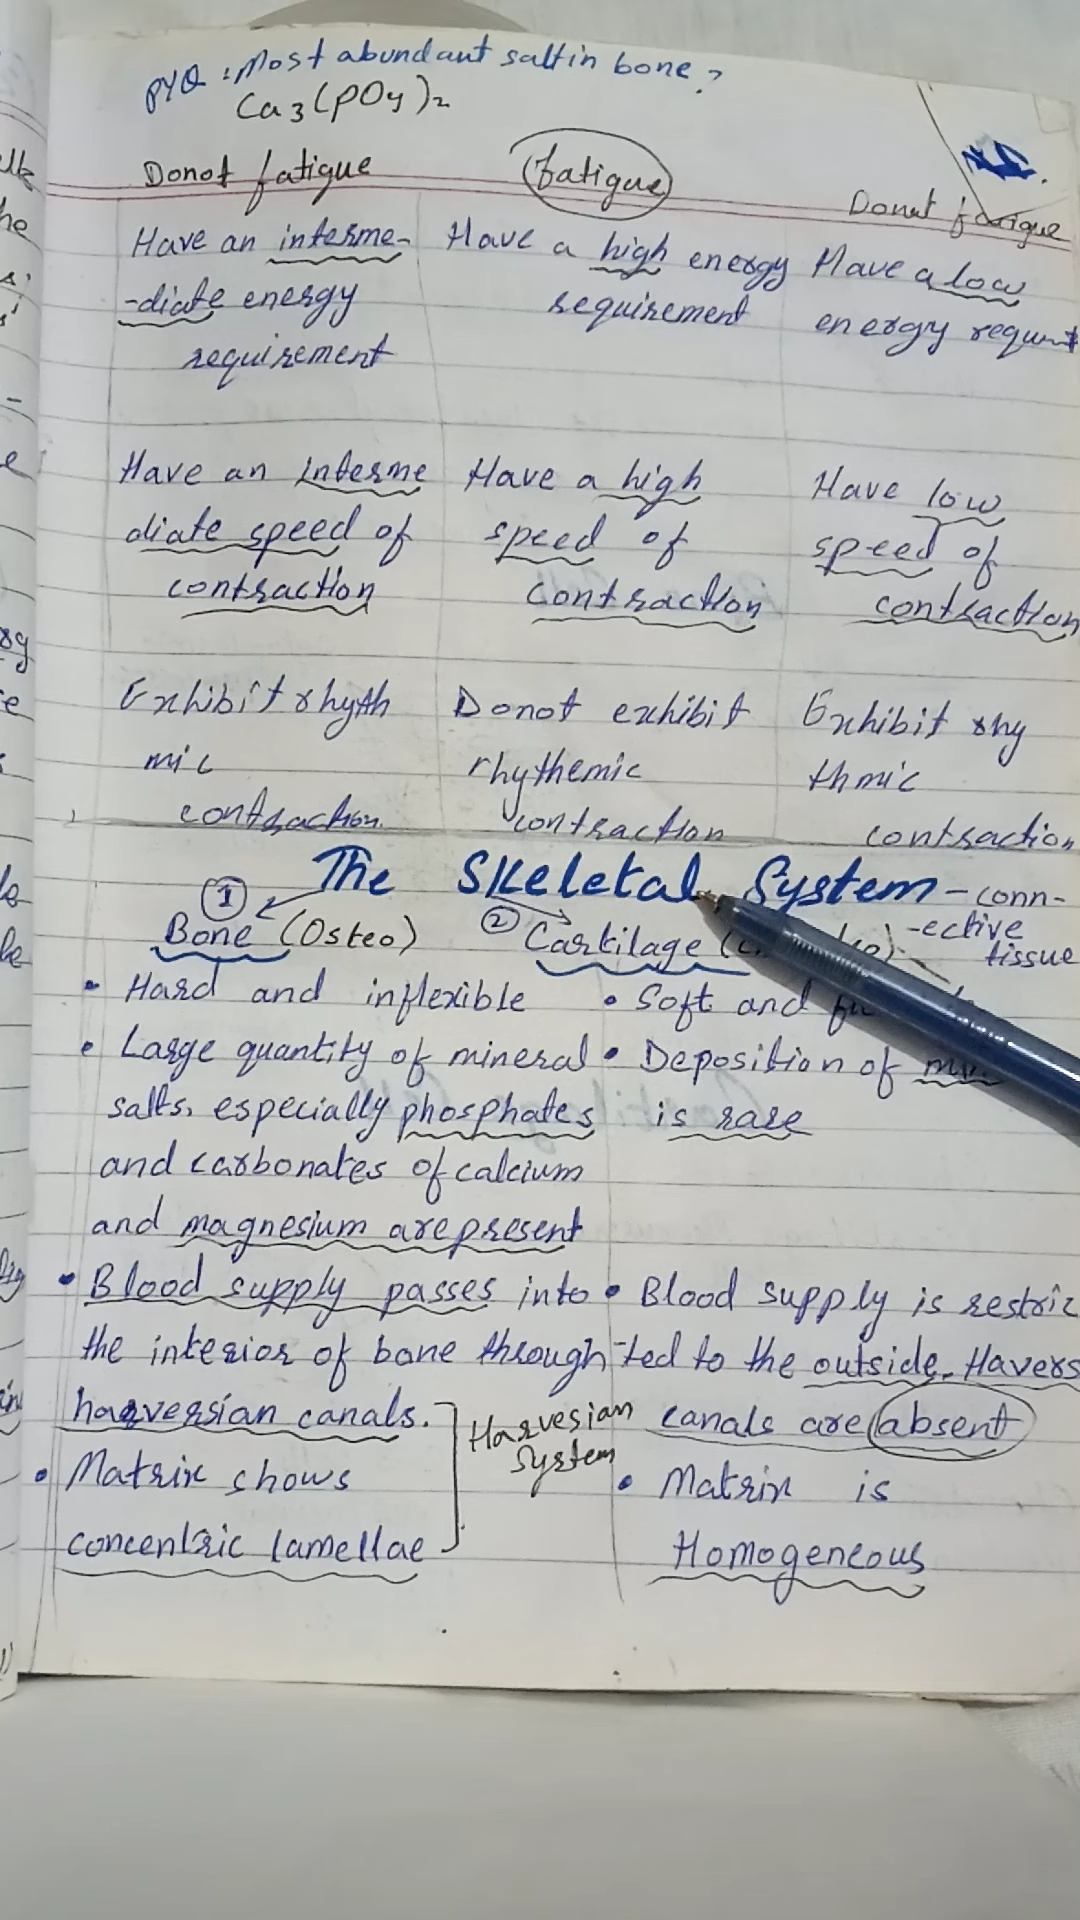 PYQ : Most abundant salt in bone?
Ca3(PO4)2
Donot fatigue
(fatigue)
Donot fatigue
Have an interme-
-diate energy
requirement
Have a high energy
requirement
Have a low
energy requ
Have an Interme
diate speed of
contraction
Have a high
speed of
Contraction
Have low
speed of
contraction
Exhibit rhyth
mic
contraction
Donot exhibit
rhythemic
contraction
Exhibit rhy
thmic
contraction
The Skeletal System - conn-
-ective
tissue
① Bone (Osteo)
② Cartilage
• Hard and inflexible
• Large quantity of mineral
salts, especially phosphates
and carbonates of calcium
and magnesium are present
• Blood supply passes into
the interior of bone through
haversian canals.
• Matrix shows
concentric lamellae
Harvesian
System
• Soft and
• Deposition of
is rare
• Blood supply is restric
-ted to the outside. Havers
canals are absent
• Matrix is
Homogeneous